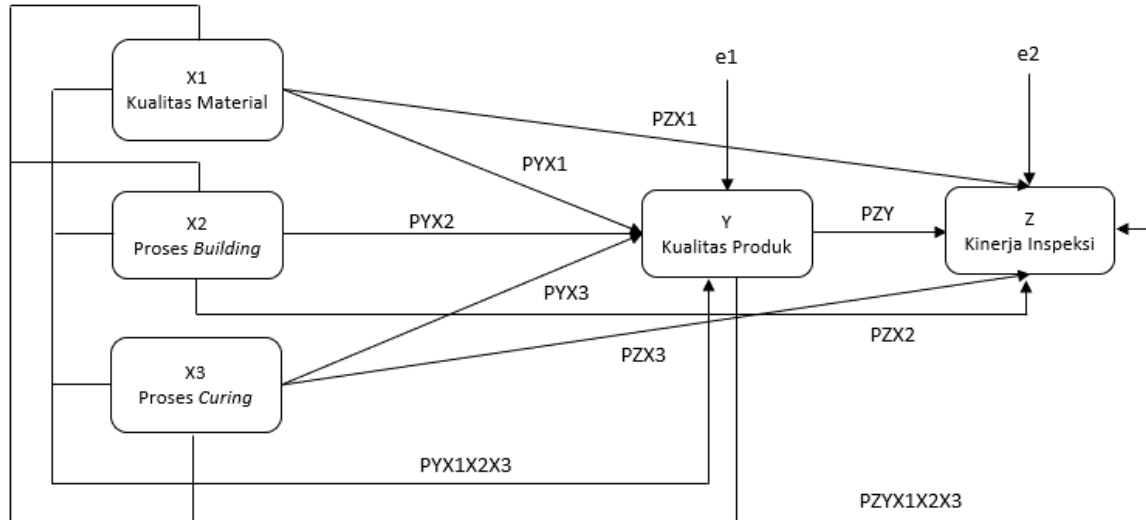 e1
e2
X1
Kualitas Material
PZX1
PYX1
X2
Proses Building
PYX2
Y
Kualitas Produk
PZY
Z
Kinerja Inspeksi
PYX3
PZX2
PZX3
X3
Proses Curing
PYX1X2X3
PZYX1X2X3